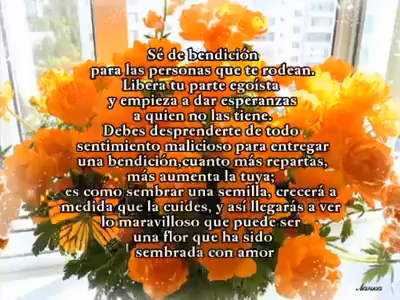 Sé de bendición
para las personas que te rodean.
Libera tu parte egoísta
y empieza a dar esperanzas
a quien no las tiene.
Debes desprenderte de todo
sentimiento malicioso para entregar
una bendición,cuanto más repartas,
más aumenta la tuya;
es como sembrar una semilla, crecerá a
medida que la cuides, y así llegarás a ver
lo maravilloso que puede ser
una flor que ha sido
sembrada con amor